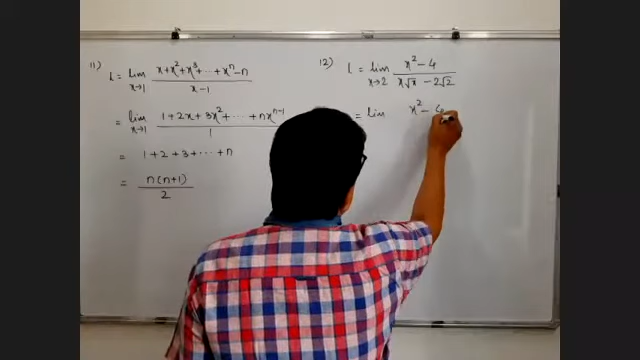 11) l = lim x→1 (x + x² + x³ + ... + xⁿ - n) / (x - 1)
= lim x→1 (1 + 2x + 3x² + ... + nxⁿ⁻¹) / 1
= 1 + 2 + 3 + ... + n
= n(n+1) / 2
12) l = lim x→2 (x² - 4) / (x√x - 2√2)
= lim x² -